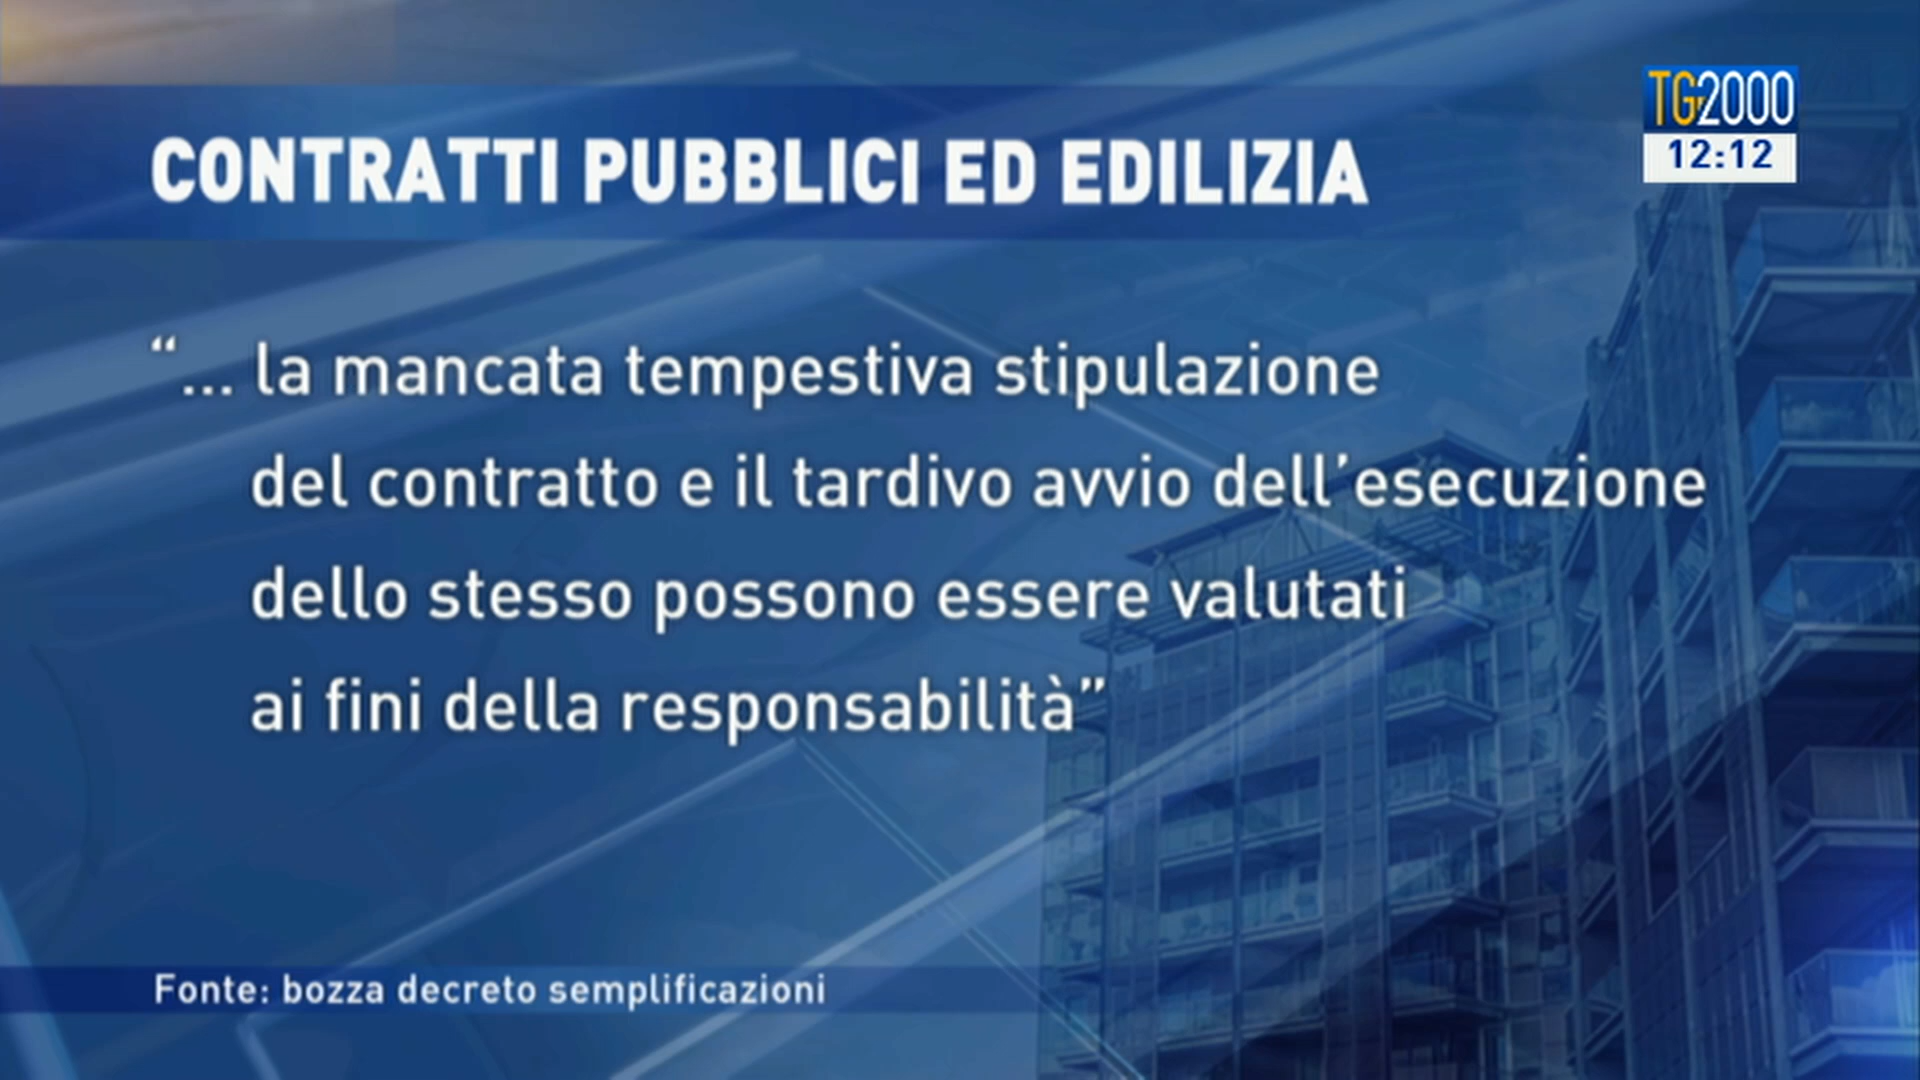 TG2000
12:12
CONTRATTI PUBBLICI ED EDILIZIA
“... la mancata tempestiva stipulazione
del contratto e il tardivo avvio dell’esecuzione
dello stesso possono essere valutati
ai fini della responsabilità”
Fonte: bozza decreto semplificazioni